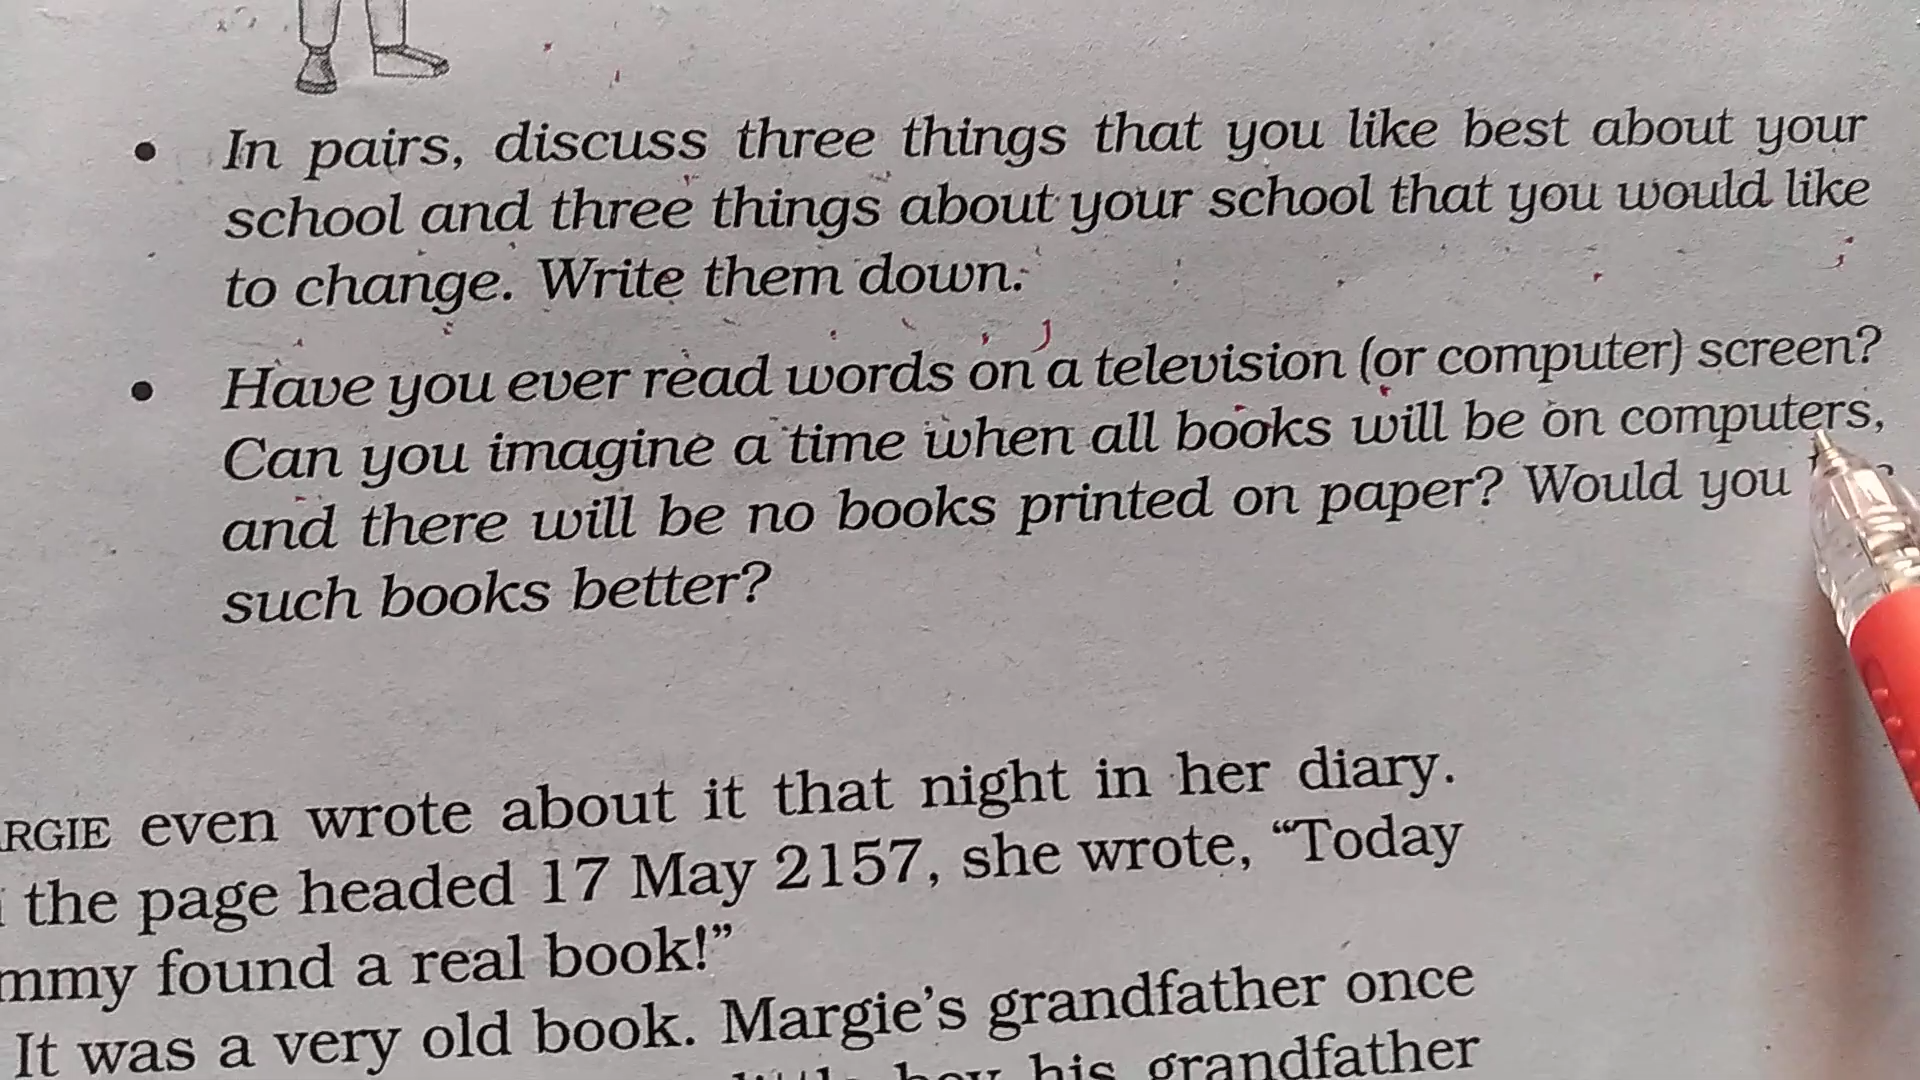 In pairs, discuss three things that you like best about your
school and three things about your school that you would like
to change. Write them down.
Have you ever read words on a television (or computer) screen?
Can you imagine a time when all books will be on computers,
and there will be no books printed on paper? Would you
such books better?
RGIE even wrote about it that night in her diary.
the page headed 17 May 2157, she wrote, “Today
mmy found a real book!”
It was a very old book. Margie’s grandfather once
his grandfather